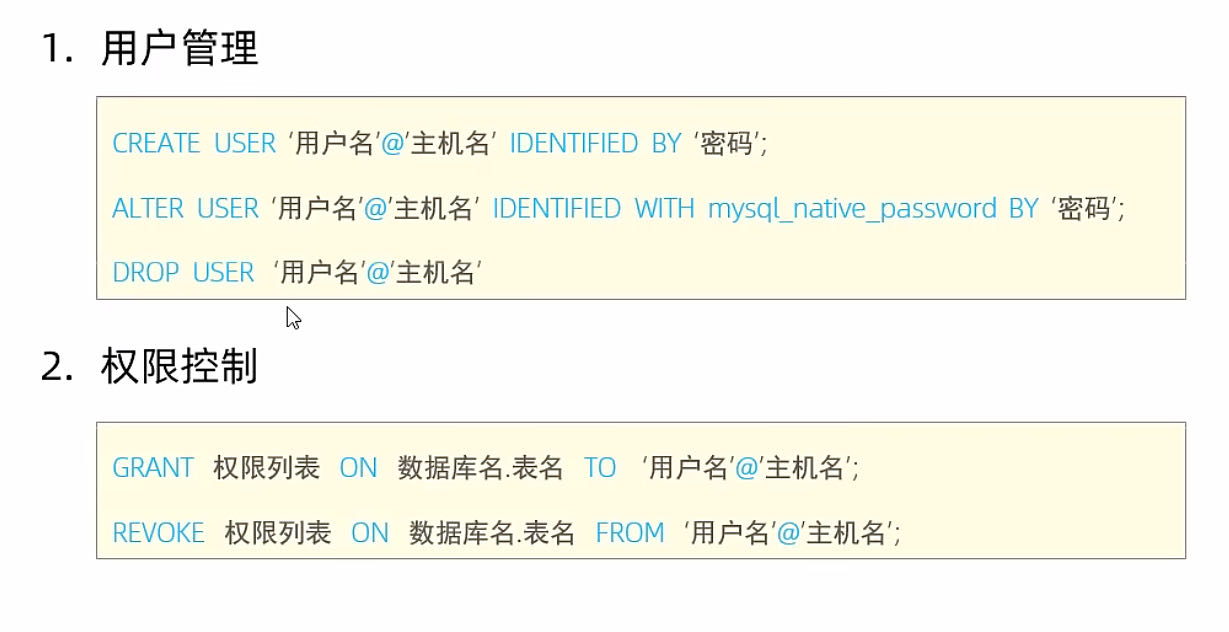 1. 用户管理
CREATE USER ‘用户名’@’主机名’ IDENTIFIED BY ‘密码’;
ALTER USER ‘用户名’@’主机名’ IDENTIFIED WITH mysql_native_password BY ‘密码’;
DROP USER ‘用户名’@’主机名’
2. 权限控制
GRANT 权限列表 ON 数据库名.表名 TO ‘用户名’@’主机名’;
REVOKE 权限列表 ON 数据库名.表名 FROM ‘用户名’@’主机名’;